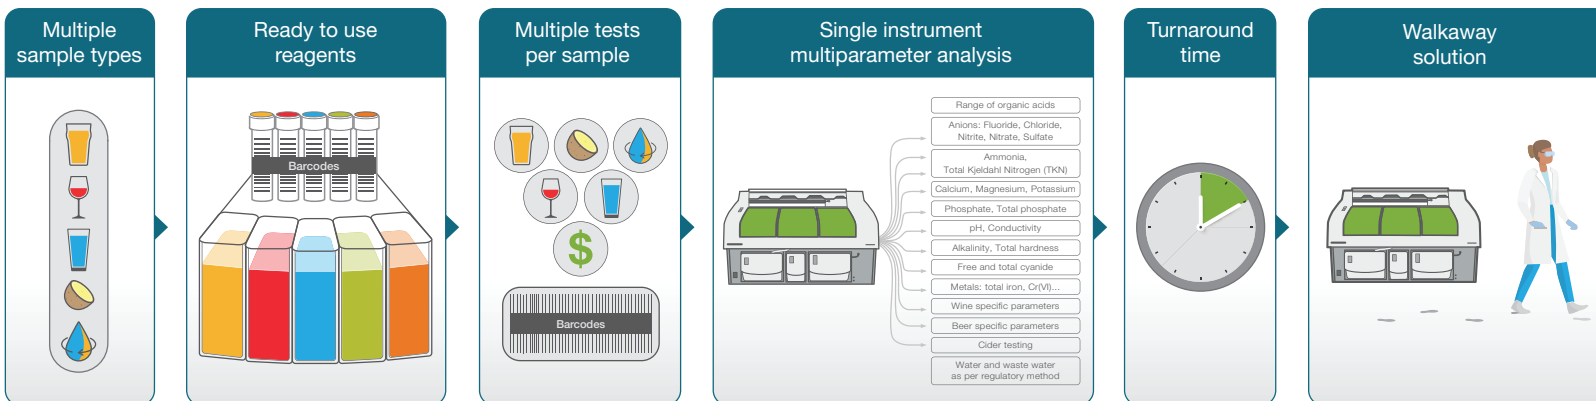 Multiple
sample types
Ready to use
reagents
Barcodes
Multiple tests
per sample
$
Barcodes
Single instrument
multiparameter analysis
Range of organic acids
Anions: Fluoride, Chloride,
Nitrite, Nitrate, Sulfate
Ammonia,
Total Kjeldahl Nitrogen (TKN)
Calcium, Magnesium, Potassium
Phosphate, Total phosphate
pH, Conductivity
Alkalinity, Total hardness
Free and total cyanide
Metals: total iron, Cr(VI)...
Wine specific parameters
Beer specific parameters
Cider testing
Water and waste water
as per regulatory method
Turnaround
time
Walkaway
solution